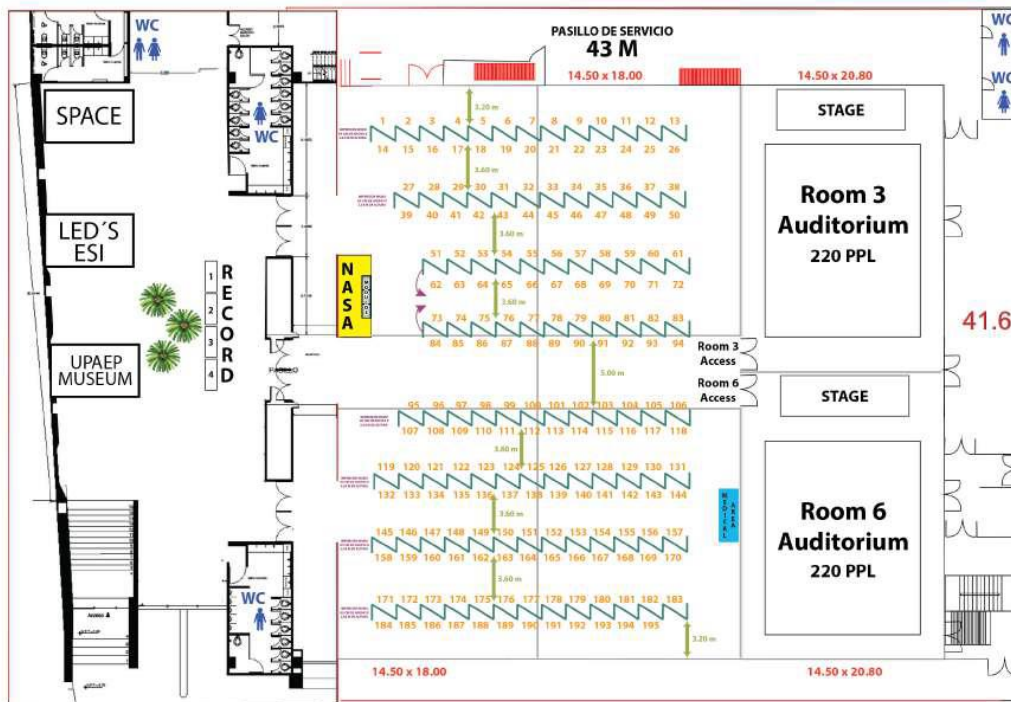 WC
PASILLO DE SERVICIO
43 M
14.50 x 18.00
14.50 x 20.80
WC
WC
SPACE
WC
3.20 m
STAGE
1 2 3 4 5 6 7 8 9 10 11 12 13
14 15 16 17 18 19 20 21 22 23 24 25 26
3.60 m
Room 3
Auditorium
220 PPL
27 28 29 30 31 32 33 34 35 36 37 38
39 40 41 42 43 44 45 46 47 48 49 50
LED´S
ESI
3.60 m
51 52 53 54 55 56 57 58 59 60 61
62 63 64 65 66 67 68 69 70 71 72
NASA
RECORD
1
2
3
4
3.60 m
73 74 75 76 77 78 79 80 81 82 83
84 85 86 87 88 89 90 91 92 93 94
41.6
Room 3
Access
UPAEP
MUSEUM
PASILLO
5.00 m
Room 6
Access
STAGE
95 96 97 98 99 100 101 102 103 104 105 106
107 108 109 110 111 112 113 114 115 116 117 118
3.60 m
119 120 121 122 123 124 125 126 127 128 129 130 131
132 133 134 135 136 137 138 139 140 141 142 143 144
MEDICAL
AREA
Room 6
Auditorium
220 PPL
3.60 m
145 146 147 148 149 150 151 152 153 154 155 156 157
158 159 160 161 162 163 164 165 166 167 168 169 170
3.60 m
WC
171 172 173 174 175 176 177 178 179 180 181 182 183
184 185 186 187 188 189 190 191 192 193 194 195
3.20 m
14.50 x 18.00
14.50 x 20.80